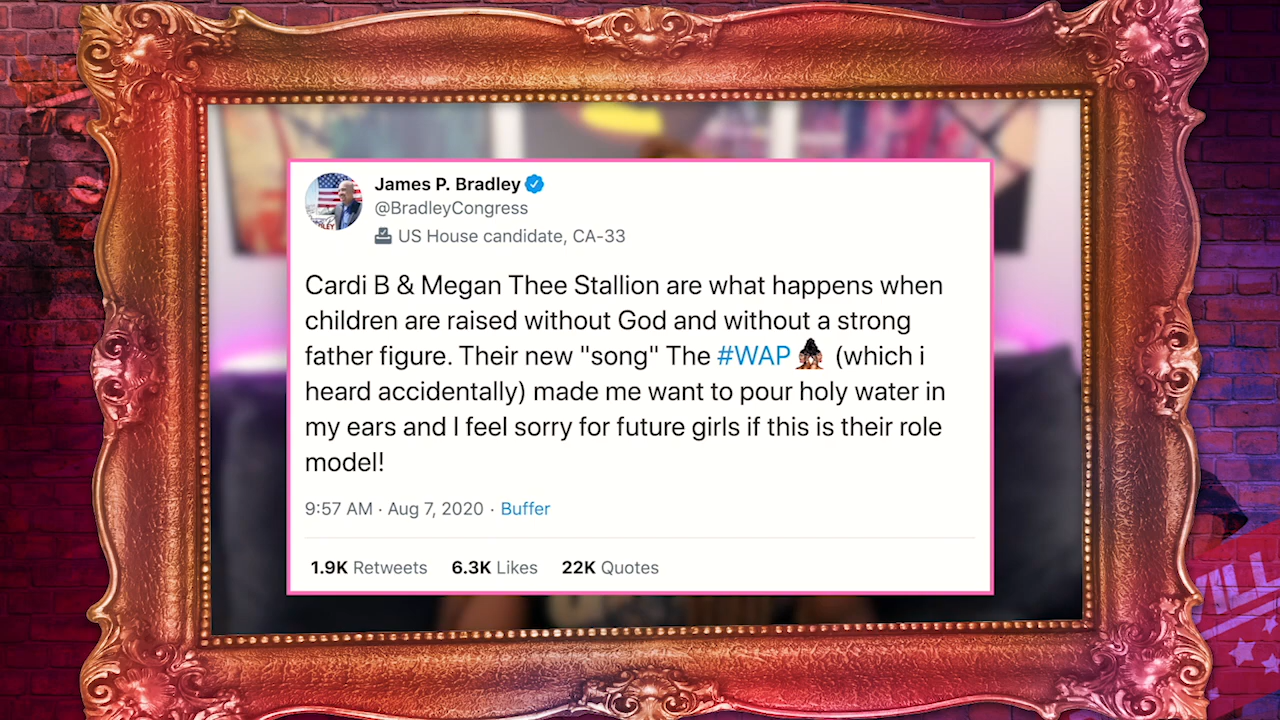 James P. Bradley
@BradleyCongress
US House candidate, CA-33
Cardi B & Megan Thee Stallion are what happens when
children are raised without God and without a strong
father figure. Their new "song" The #WAP (which i
heard accidentally) made me want to pour holy water in
my ears and I feel sorry for future girls if this is their role
model!
9:57 AM · Aug 7, 2020 · Buffer
1.9K Retweets 6.3K Likes 22K Quotes